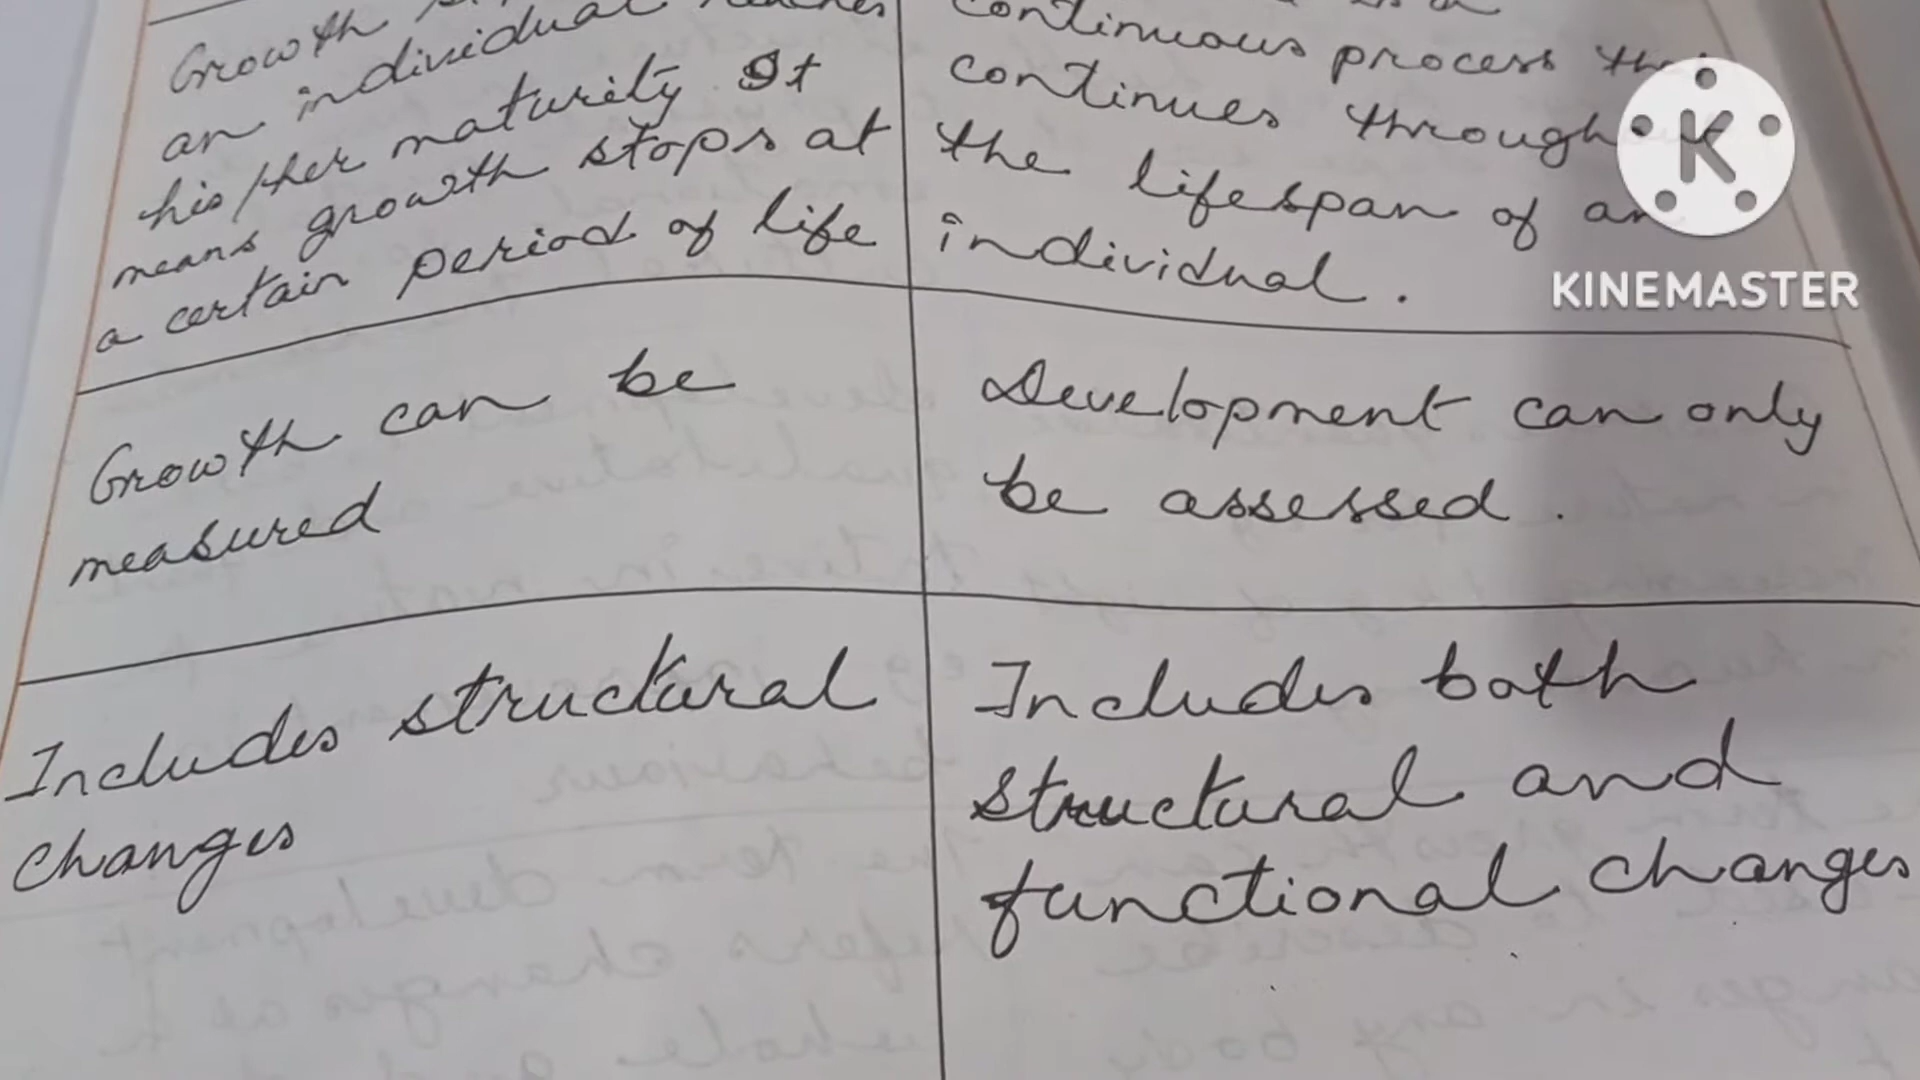 Growth
an individual reaches
his/her maturity It
means growth stops at
a certain period of life
continuous process
continues through
the lifespan of an
individual.
Growth can be
measured
Development can only
be assessed.
Includes structural
changes
Includes both
structural and
functional changes
K
KINEMASTER